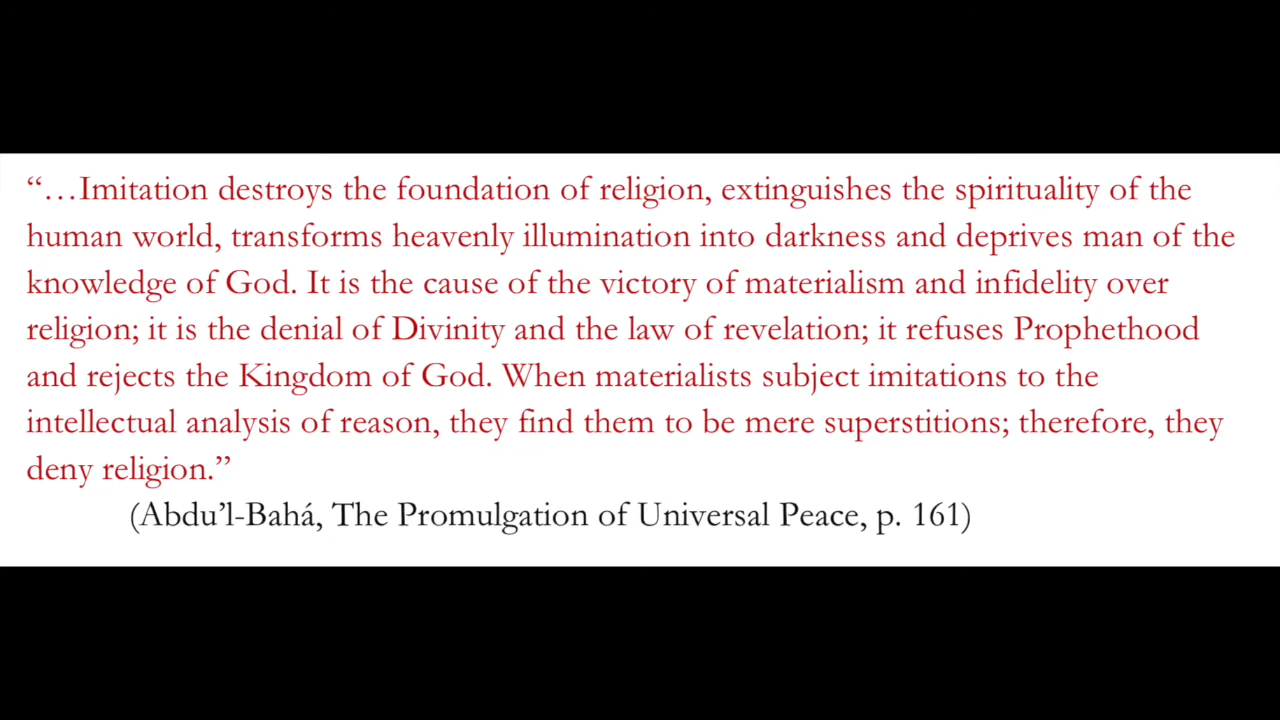 “…Imitation destroys the foundation of religion, extinguishes the spirituality of the
human world, transforms heavenly illumination into darkness and deprives man of the
knowledge of God. It is the cause of the victory of materialism and infidelity over
religion; it is the denial of Divinity and the law of revelation; it refuses Prophethood
and rejects the Kingdom of God. When materialists subject imitations to the
intellectual analysis of reason, they find them to be mere superstitions; therefore, they
deny religion.”
(Abdu’l-Bahá, The Promulgation of Universal Peace, p. 161)